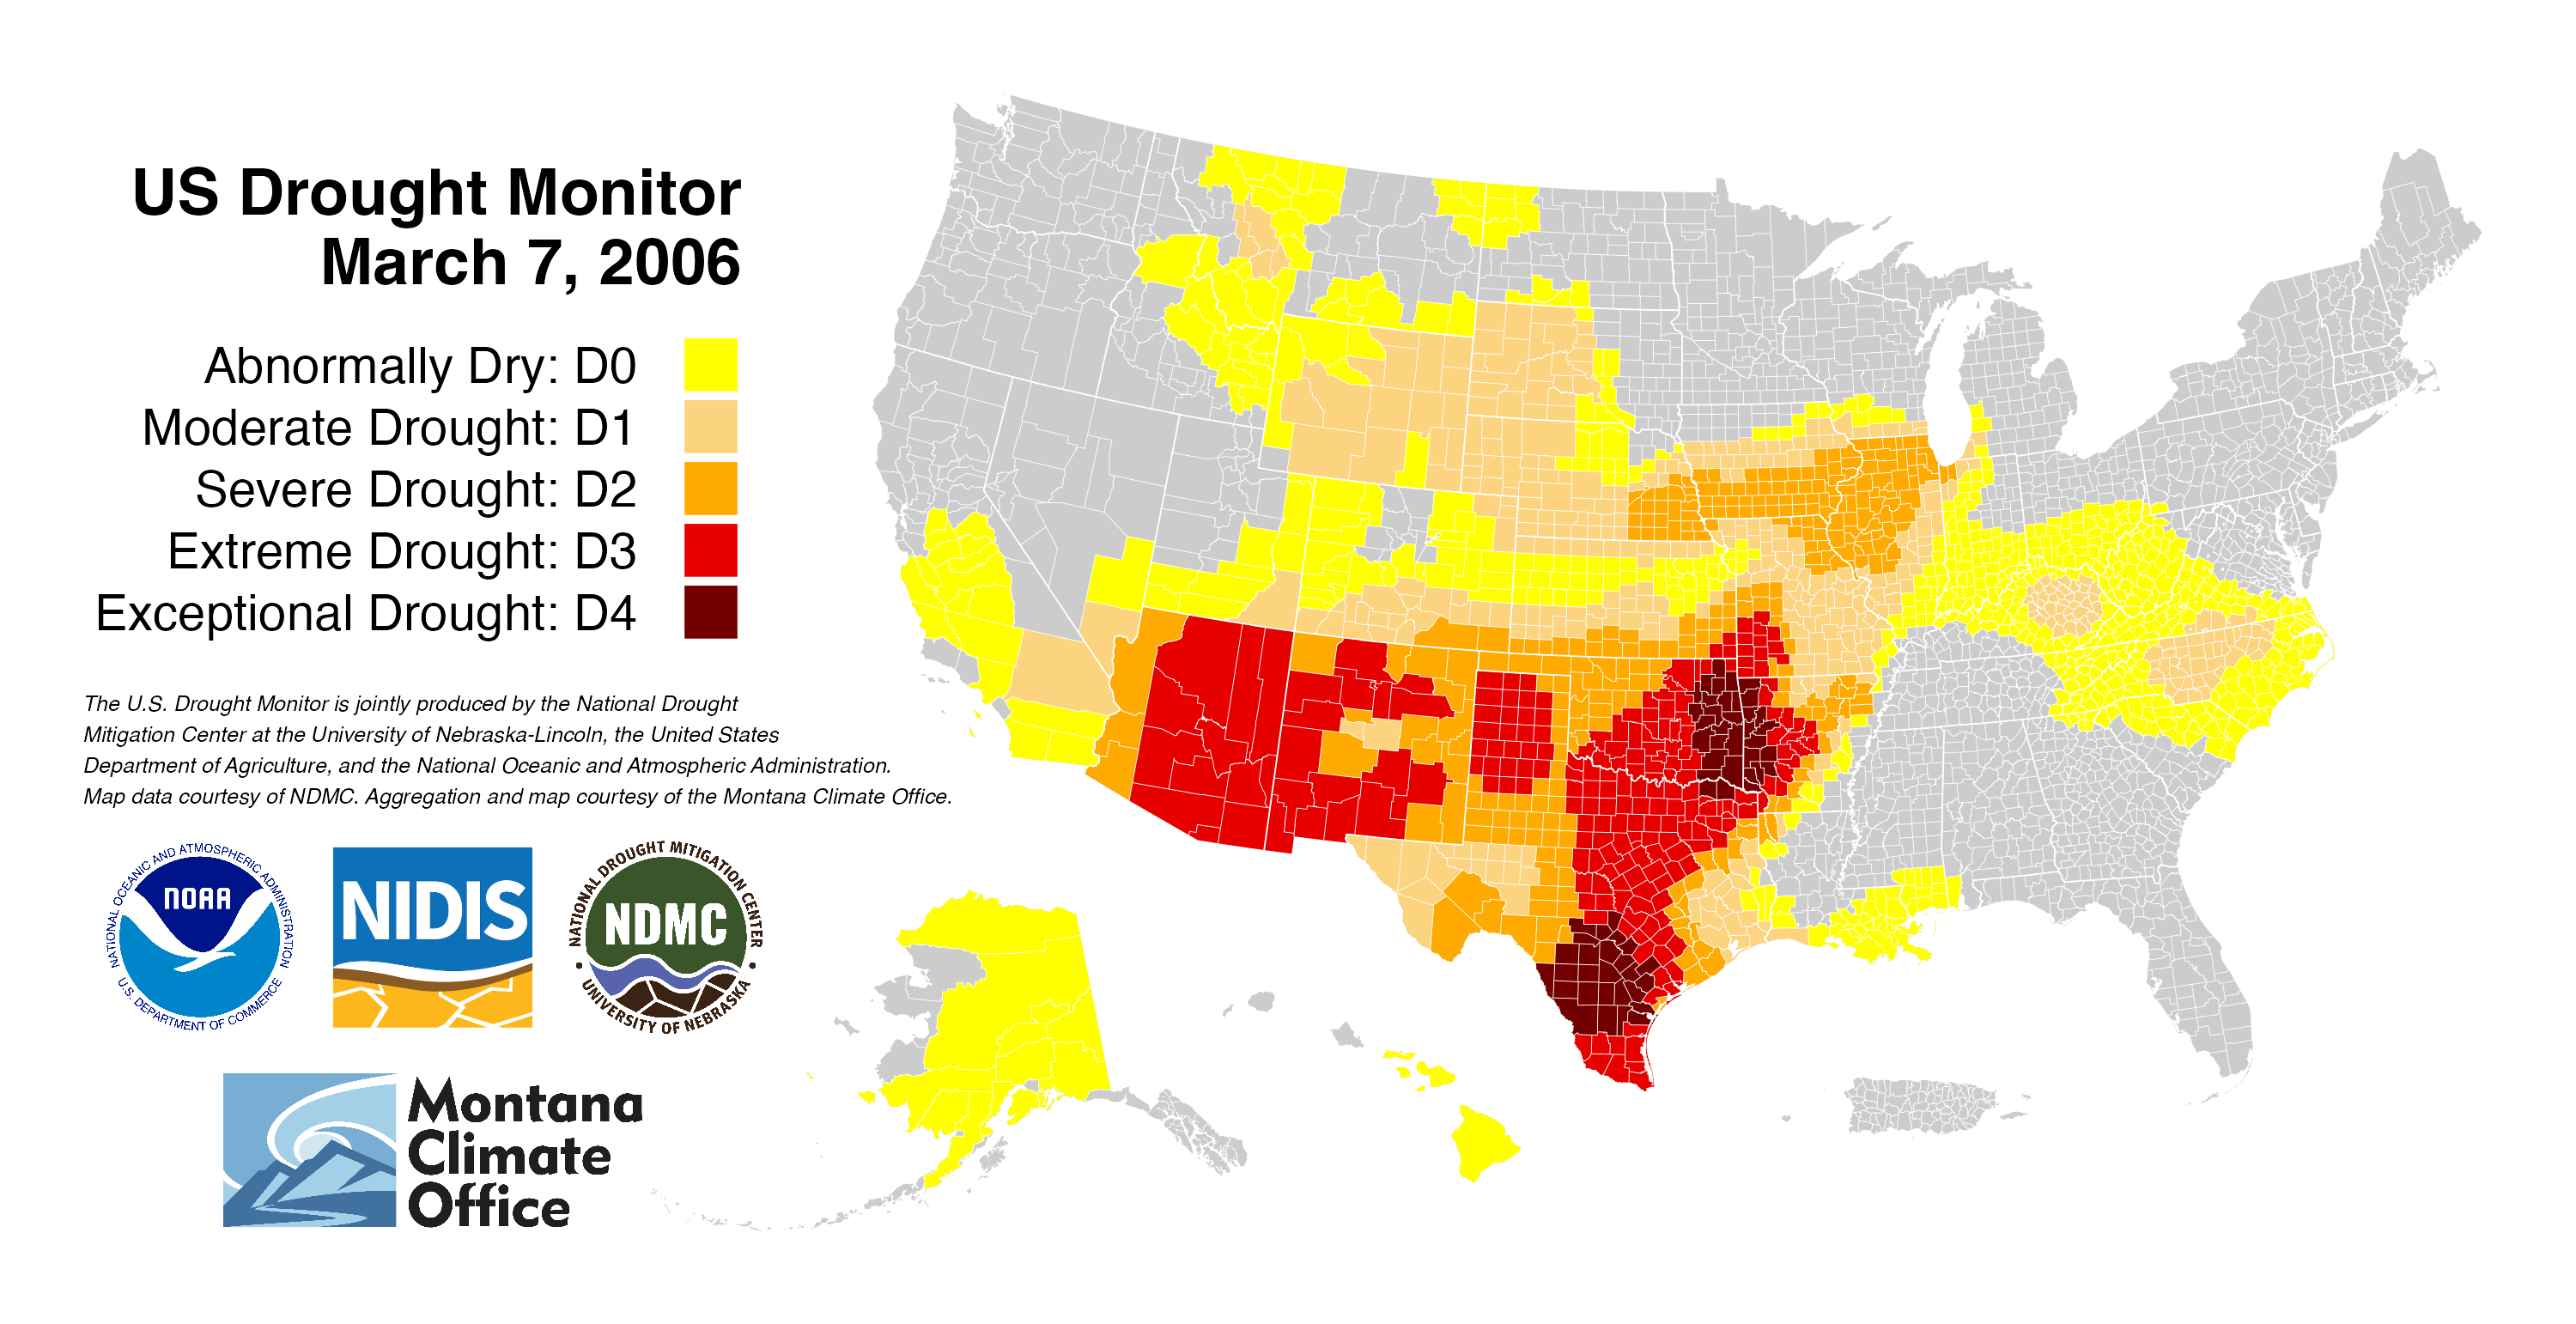 US Drought Monitor
March 7, 2006
Abnormally Dry: D0
Moderate Drought: D1
Severe Drought: D2
Extreme Drought: D3
Exceptional Drought: D4
The U.S. Drought Monitor is jointly produced by the National Drought
Mitigation Center at the University of Nebraska-Lincoln, the United States
Department of Agriculture, and the National Oceanic and Atmospheric Administration.
Map data courtesy of NDMC. Aggregation and map courtesy of the Montana Climate Office.
NATIONAL OCEANIC AND ATMOSPHERIC ADMINISTRATION
NOAA
U.S. DEPARTMENT OF COMMERCE
NIDIS
NATIONAL DROUGHT MITIGATION CENTER
NDMC
UNIVERSITY OF NEBRASKA
Montana
Climate
Office